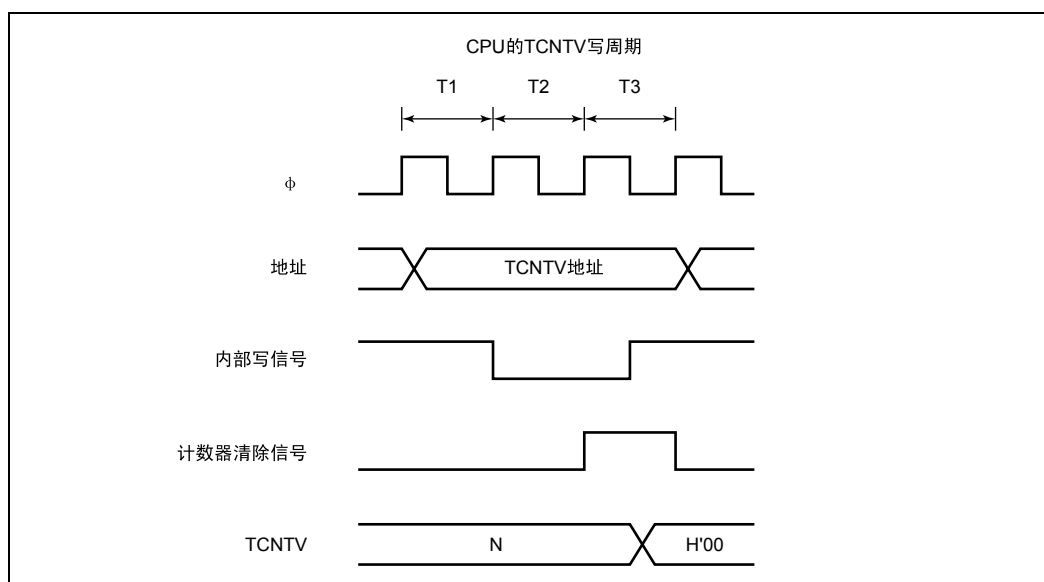 CPU的TCNTV写周期
T1 T2 T3
φ
地址 TCNTV地址
内部写信号
计数器清除信号
TCNTV N H'00